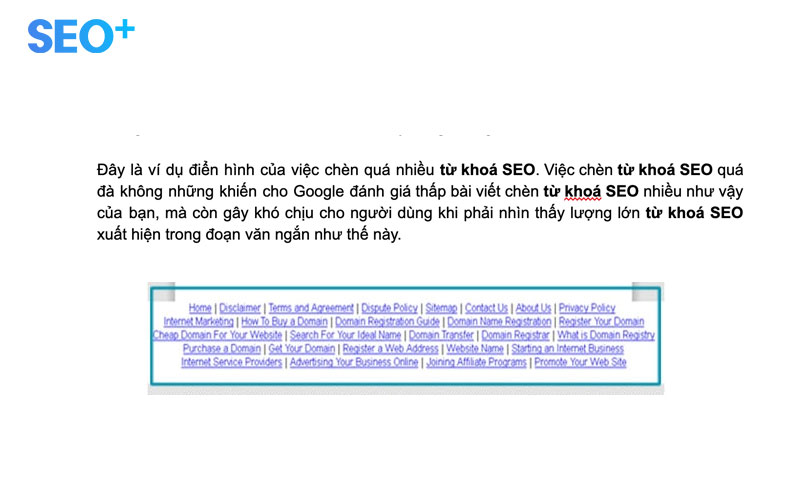 SEO+
Đây là ví dụ điển hình của việc chèn quá nhiều từ khoá SEO. Việc chèn từ khoá SEO quá
đà không những khiến cho Google đánh giá thấp bài viết chèn từ khoá SEO nhiều như vậy
của bạn, mà còn gây khó chịu cho người dùng khi phải nhìn thấy lượng lớn từ khoá SEO
xuất hiện trong đoạn văn ngắn như thế này.
Home | Disclaimer | Terms and Agreement | Dispute Policy | Sitemap | Contact Us | About Us | Privacy Policy
Internet Marketing | How To Buy a Domain | Domain Registration Guide | Domain Name Registration | Register Your Domain
Cheap Domain For Your Website | Search For Your Ideal Name | Domain Transfer | Domain Registrar | What is Domain Registry
Purchase a Domain | Get Your Domain | Register a Web Address | Website Name | Starting an Internet Business
Internet Service Providers | Advertising Your Business Online | Joining Affiliate Programs | Promote Your Web Site